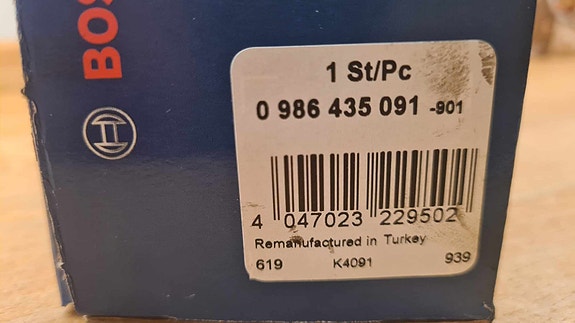 BOS
1 St/Pc
0 986 435 091 -901
4 047023 229502
Remanufactured in Turkey
619 K4091 939